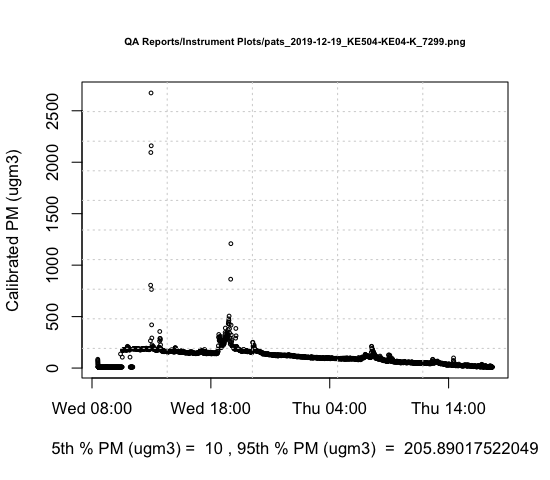 QA Reports/Instrument Plots/pats_2019-12-19_KE504-KE04-K_7299.png
Calibrated PM (ugm3)
2500
2000
1500
1000
500
0
Wed 08:00 Wed 18:00 Thu 04:00 Thu 14:00
5th % PM (ugm3) = 10 , 95th % PM (ugm3) = 205.89017522049